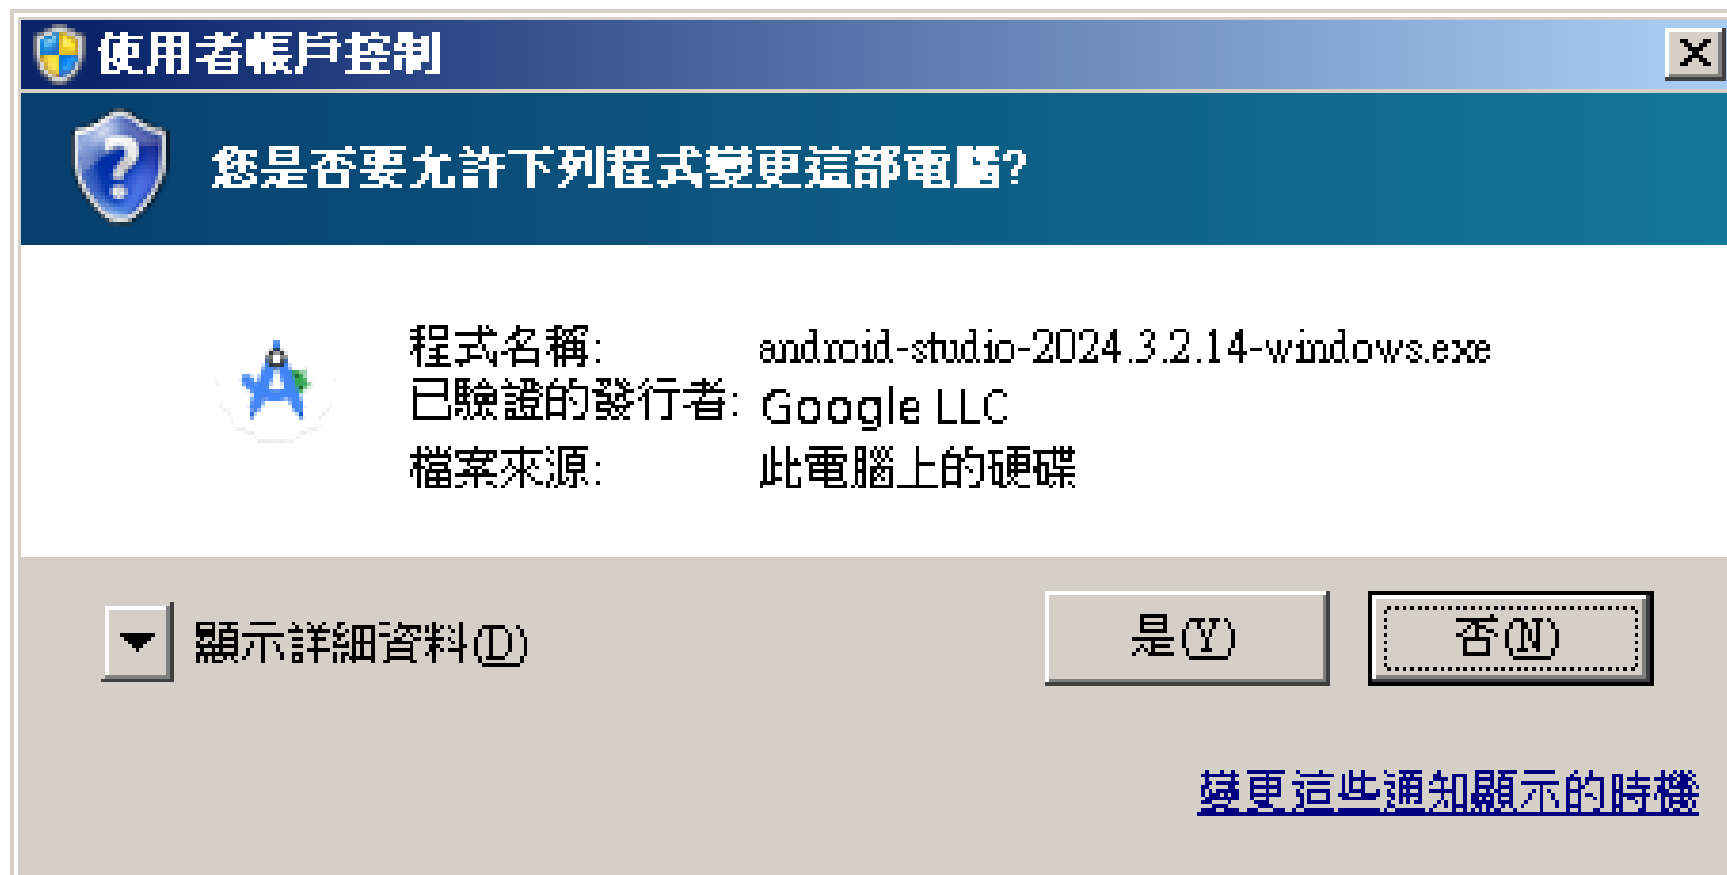 使用者帳戶控制
您是否要允許下列程式變更這部電腦?
程式名稱: android-studio-2024.3.2.14-windows.exe
已驗證的發行者: Google LLC
檔案來源: 此電腦上的硬碟
顯示詳細資料(D) 是(Y) 否(N)
變更這些通知顯示的時機